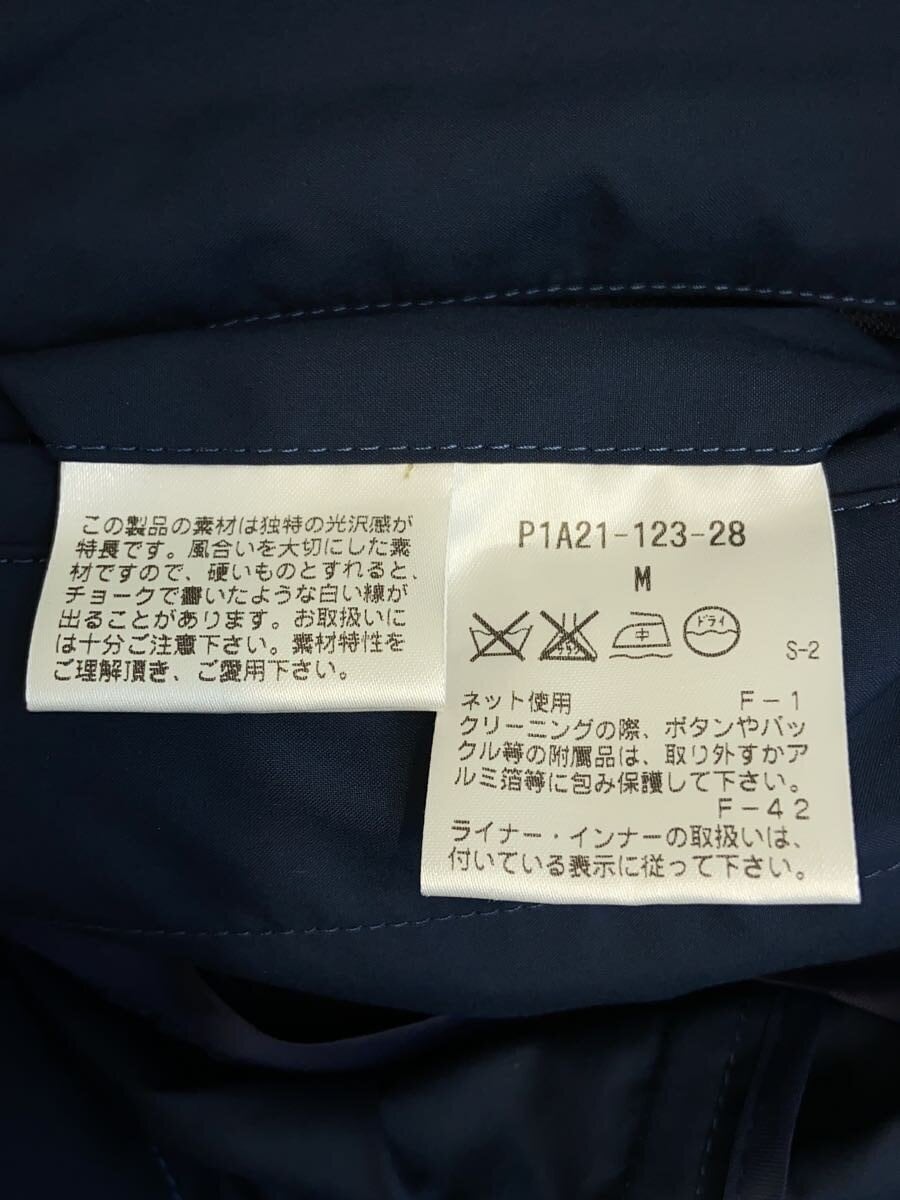 この製品の素材は独特の光沢感が
特長です。風合いを大切にした素
材ですので、硬いものとすれると、
チョークで書いたような白い線が
出ることがあります。お取扱いに
は十分ご注意下さい。素材特性を
ご理解頂き、ご愛用下さい。
P1A21-123-28
M
中
ドライ
S-2
ネット使用 F-1
クリーニングの際、ボタンやバッ
クル等の附属品は、取り外すかア
ルミ箔等に包み保護して下さい。
F-42
ライナー・インナーの取扱いは、
付いている表示に従って下さい。